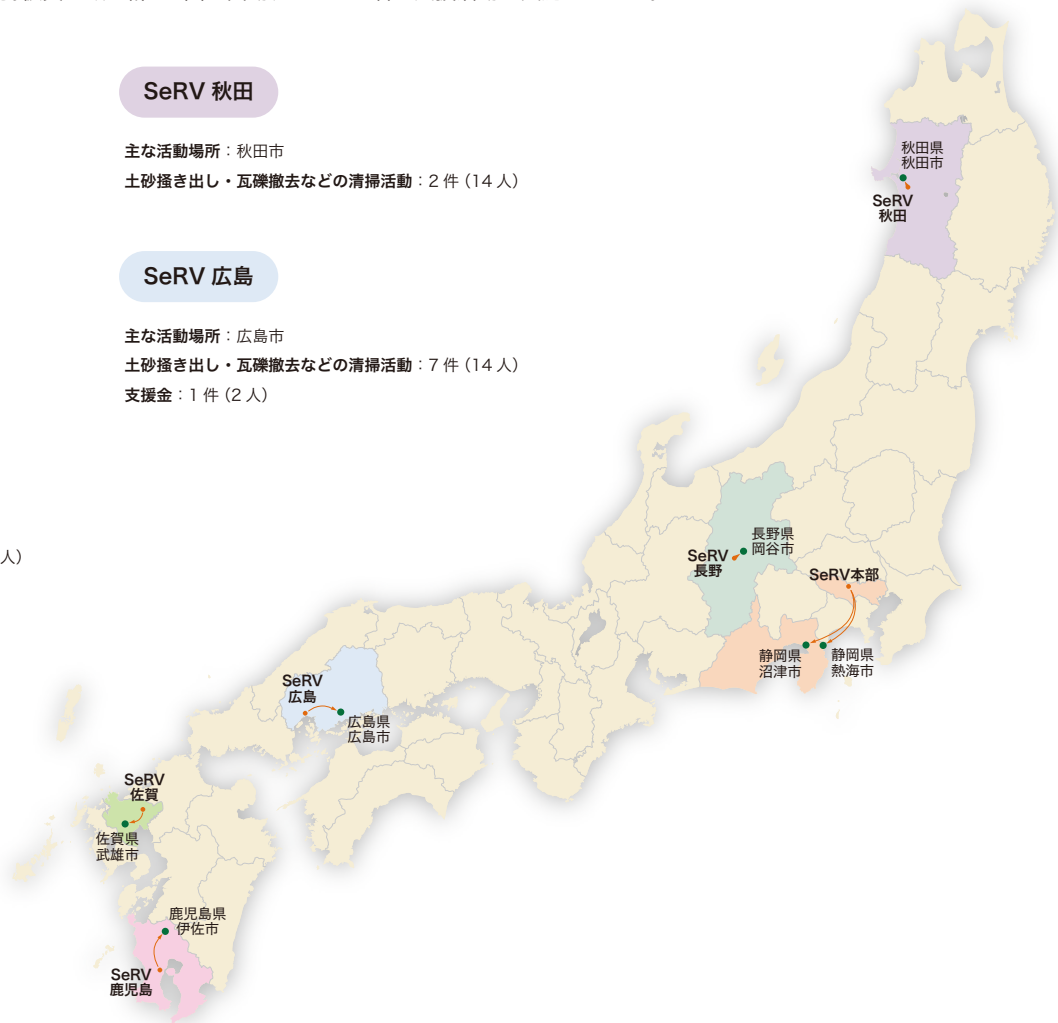 SeRV 秋田
主な活動場所：秋田市
土砂掻き出し・瓦礫撤去などの清掃活動：2 件 (14 人)
SeRV 広島
主な活動場所：広島市
土砂掻き出し・瓦礫撤去などの清掃活動：7 件 (14 人)
支援金：1 件 (2 人)
人)
秋田県
秋田市
SeRV
秋田
長野県
岡谷市
SeRV
長野
SeRV本部
静岡県
沼津市
静岡県
熱海市
SeRV
広島
広島県
広島市
SeRV
佐賀
佐賀県
武雄市
鹿児島県
伊佐市
SeRV
鹿児島